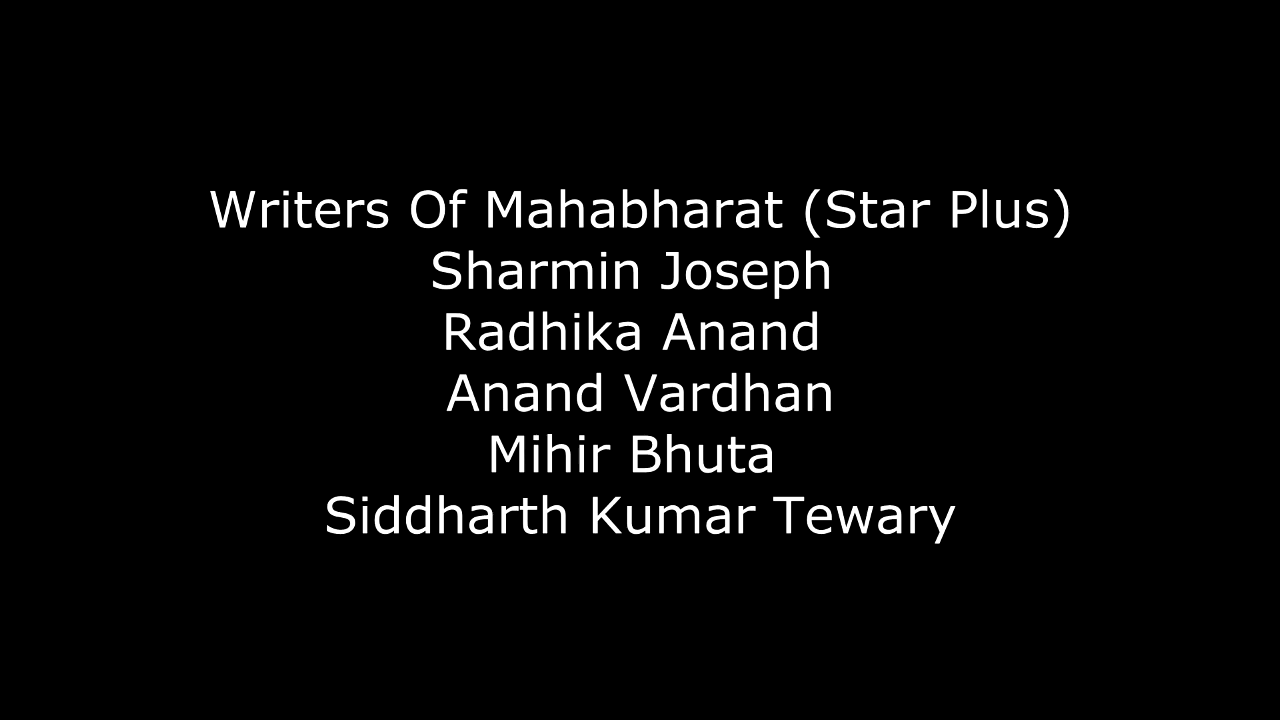 Writers Of Mahabharat (Star Plus)
Sharmin Joseph
Radhika Anand
Anand Vardhan
Mihir Bhuta
Siddharth Kumar Tewary